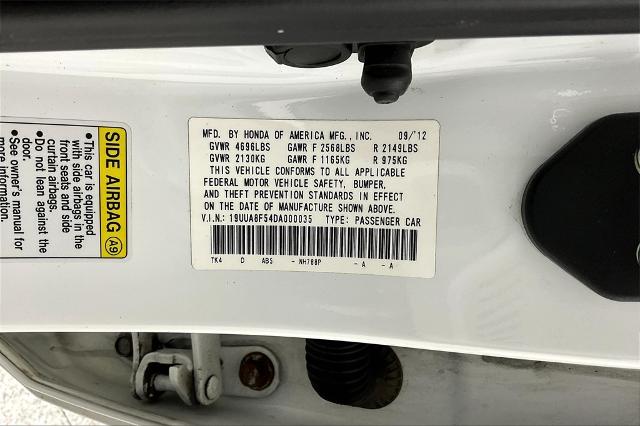 SIDE AIRBAG A9
●This car is equipped
with side airbags in the
front seats and side
curtain airbags.
●Do not lean against the
door.
●See owner's manual for
more information.
MFD. BY HONDA OF AMERICA MFG., INC. 09/'12
GVWR 4696LBS GAWR F 2568LBS R 2149LBS
GVWR 2130KG GAWR F 1165KG R 975KG
THIS VEHICLE CONFORMS TO ALL APPLICABLE
FEDERAL MOTOR VEHICLE SAFETY, BUMPER,
AND THEFT PREVENTION STANDARDS IN EFFECT
ON THE DATE OF MANUFACTURE SHOWN ABOVE.
V.I.N.: 19UUA8F54DA000035 TYPE: PASSENGER CAR
TK4 D AB5 - NH788P - A - A